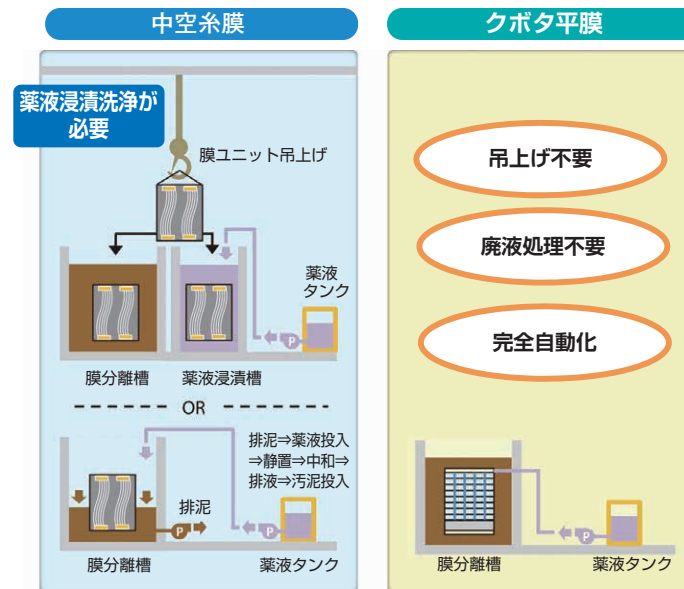 中空糸膜
薬液浸漬洗浄が
必要
膜ユニット吊上げ
薬液
タンク
P
膜分離槽
薬液浸漬槽
OR
排泥⇒薬液投入
⇒静置⇒中和⇒
排液⇒汚泥投入
排泥
P
P
膜分離槽
薬液タンク
クボタ平膜
吊上げ不要
廃液処理不要
完全自動化
P
膜分離槽
薬液タンク